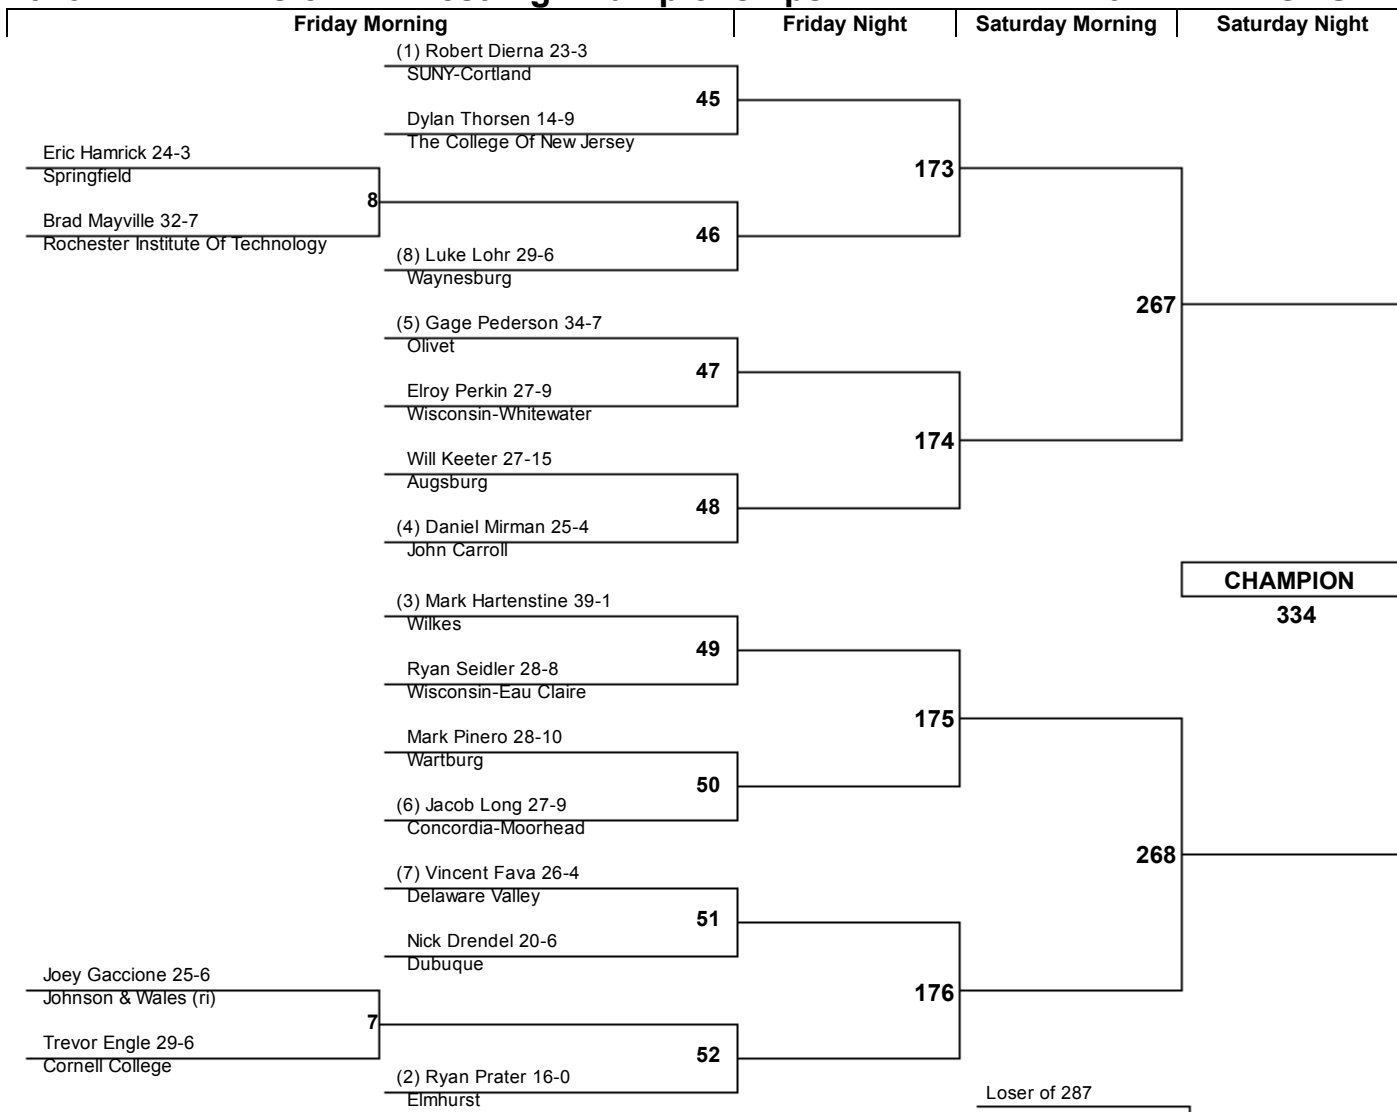 Friday Morning
Friday Night
Saturday Morning
Saturday Night
(1) Robert Dierna 23-3
SUNY-Cortland
45
Dylan Thorsen 14-9
The College Of New Jersey
Eric Hamrick 24-3
Springfield
173
8
Brad Mayville 32-7
Rochester Institute Of Technology
46
(8) Luke Lohr 29-6
Waynesburg
267
(5) Gage Pederson 34-7
Olivet
47
Elroy Perkin 27-9
Wisconsin-Whitewater
174
Will Keeter 27-15
Augsburg
48
(4) Daniel Mirman 25-4
John Carroll
CHAMPION
334
(3) Mark Hartenstine 39-1
Wilkes
49
Ryan Seidler 28-8
Wisconsin-Eau Claire
175
Mark Pinero 28-10
Wartburg
50
(6) Jacob Long 27-9
Concordia-Moorhead
268
(7) Vincent Fava 26-4
Delaware Valley
51
Nick Drendel 20-6
Dubuque
Joey Gaccione 25-6
Johnson & Wales (ri)
176
7
Trevor Engle 29-6
Cornell College
52
(2) Ryan Prater 16-0
Elmhurst
Loser of 287